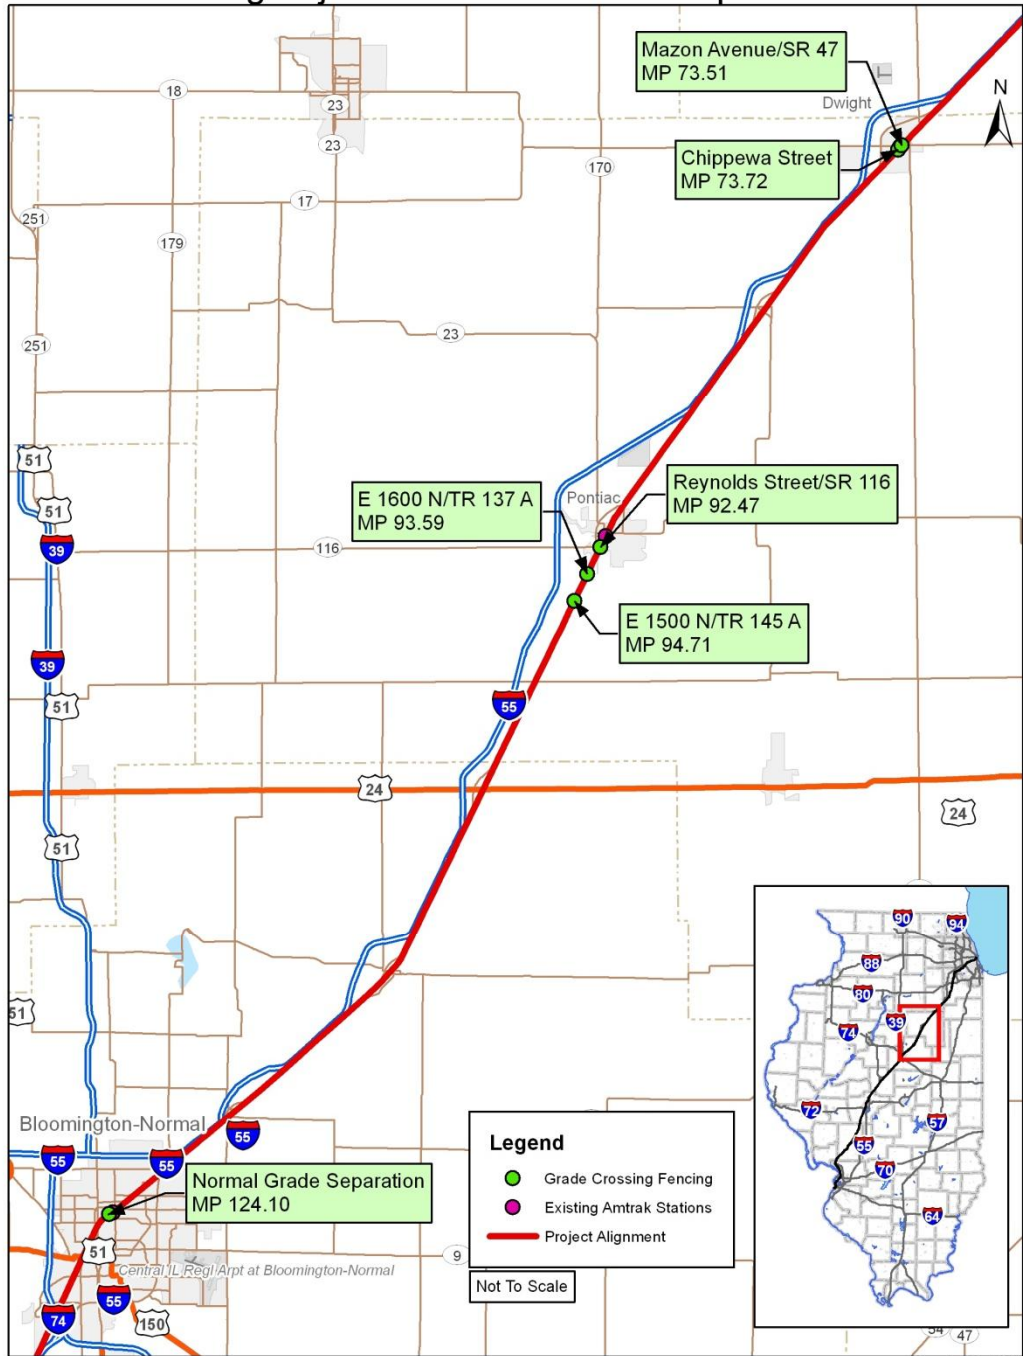 Mazon Avenue/SR 47
MP 73.51
N
18
23
Dwight
23
Chippewa Street
MP 73.72
170
17
251
179
23
251
51
E 1600 N/TR 137 A
MP 93.59
Pontiac
Reynolds Street/SR 116
MP 92.47
51
39
116
E 1500 N/TR 145 A
MP 94.71
39
51
55
24
24
51
51
90
94
88
80
39
74
72
57
55
70
64
Bloomington-Normal
55
55
55
Normal Grade Separation
MP 124.10
Legend
Grade Crossing Fencing
Existing Amtrak Stations
Project Alignment
Not To Scale
51
9
Central IL Regl Arpt at Bloomington-Normal
55
74
150
54
47